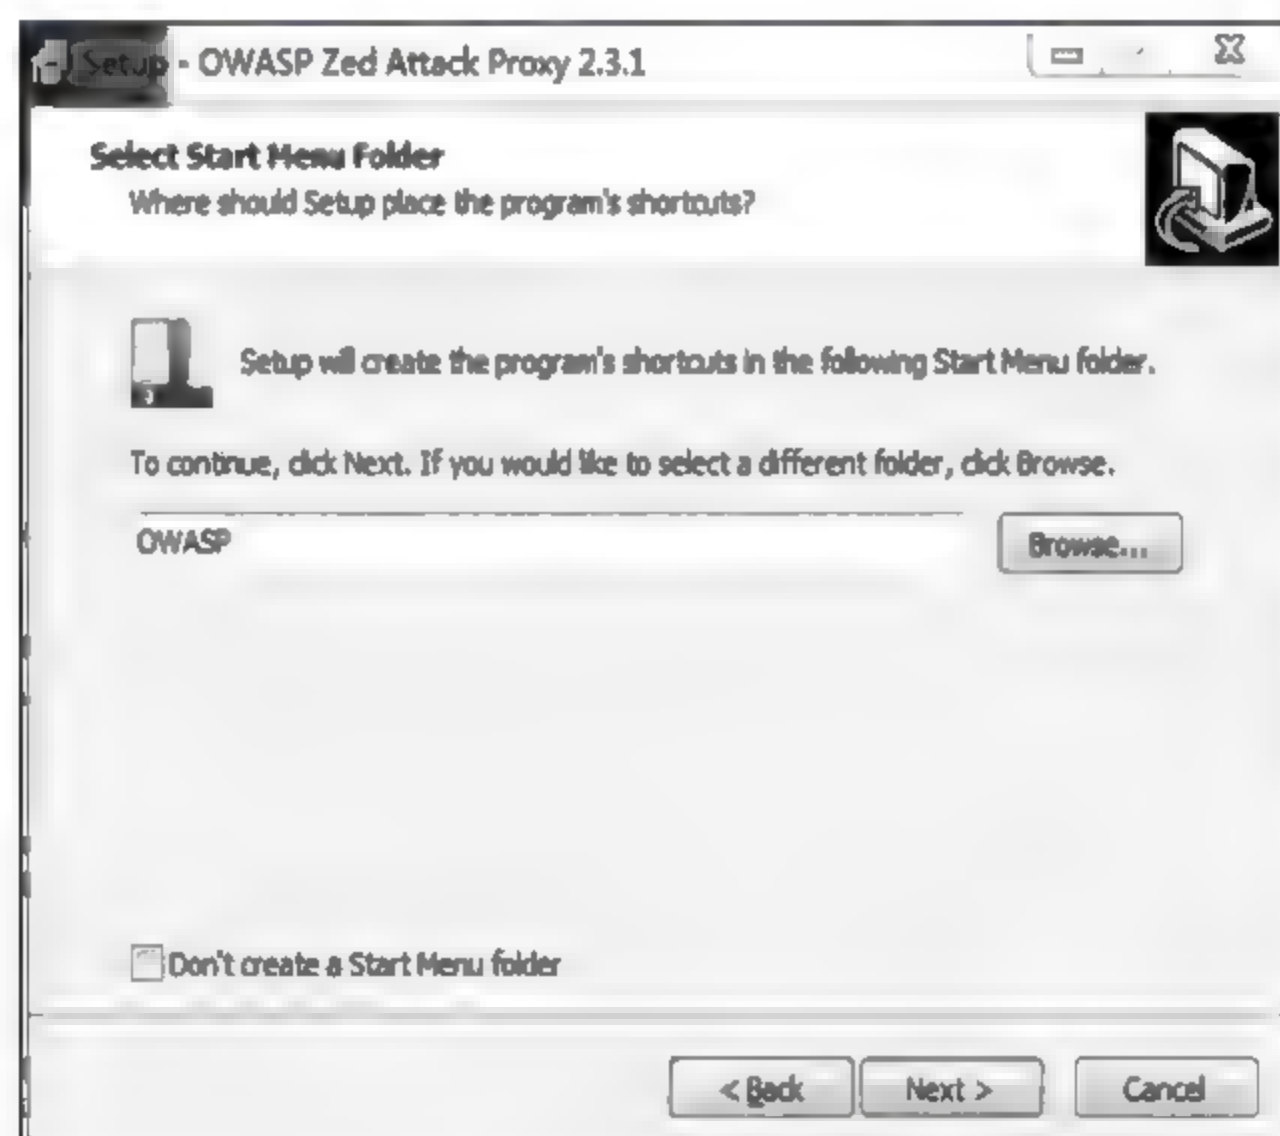 Setup - OWASP Zed Attack Proxy 2.3.1
Select Start Menu Folder
Where should Setup place the program's shortcuts?
Setup will create the program's shortcuts in the following Start Menu folder.
To continue, click Next. If you would like to select a different folder, click Browse.
OWASP
Browse...
Don't create a Start Menu folder
< Back
Next >
Cancel